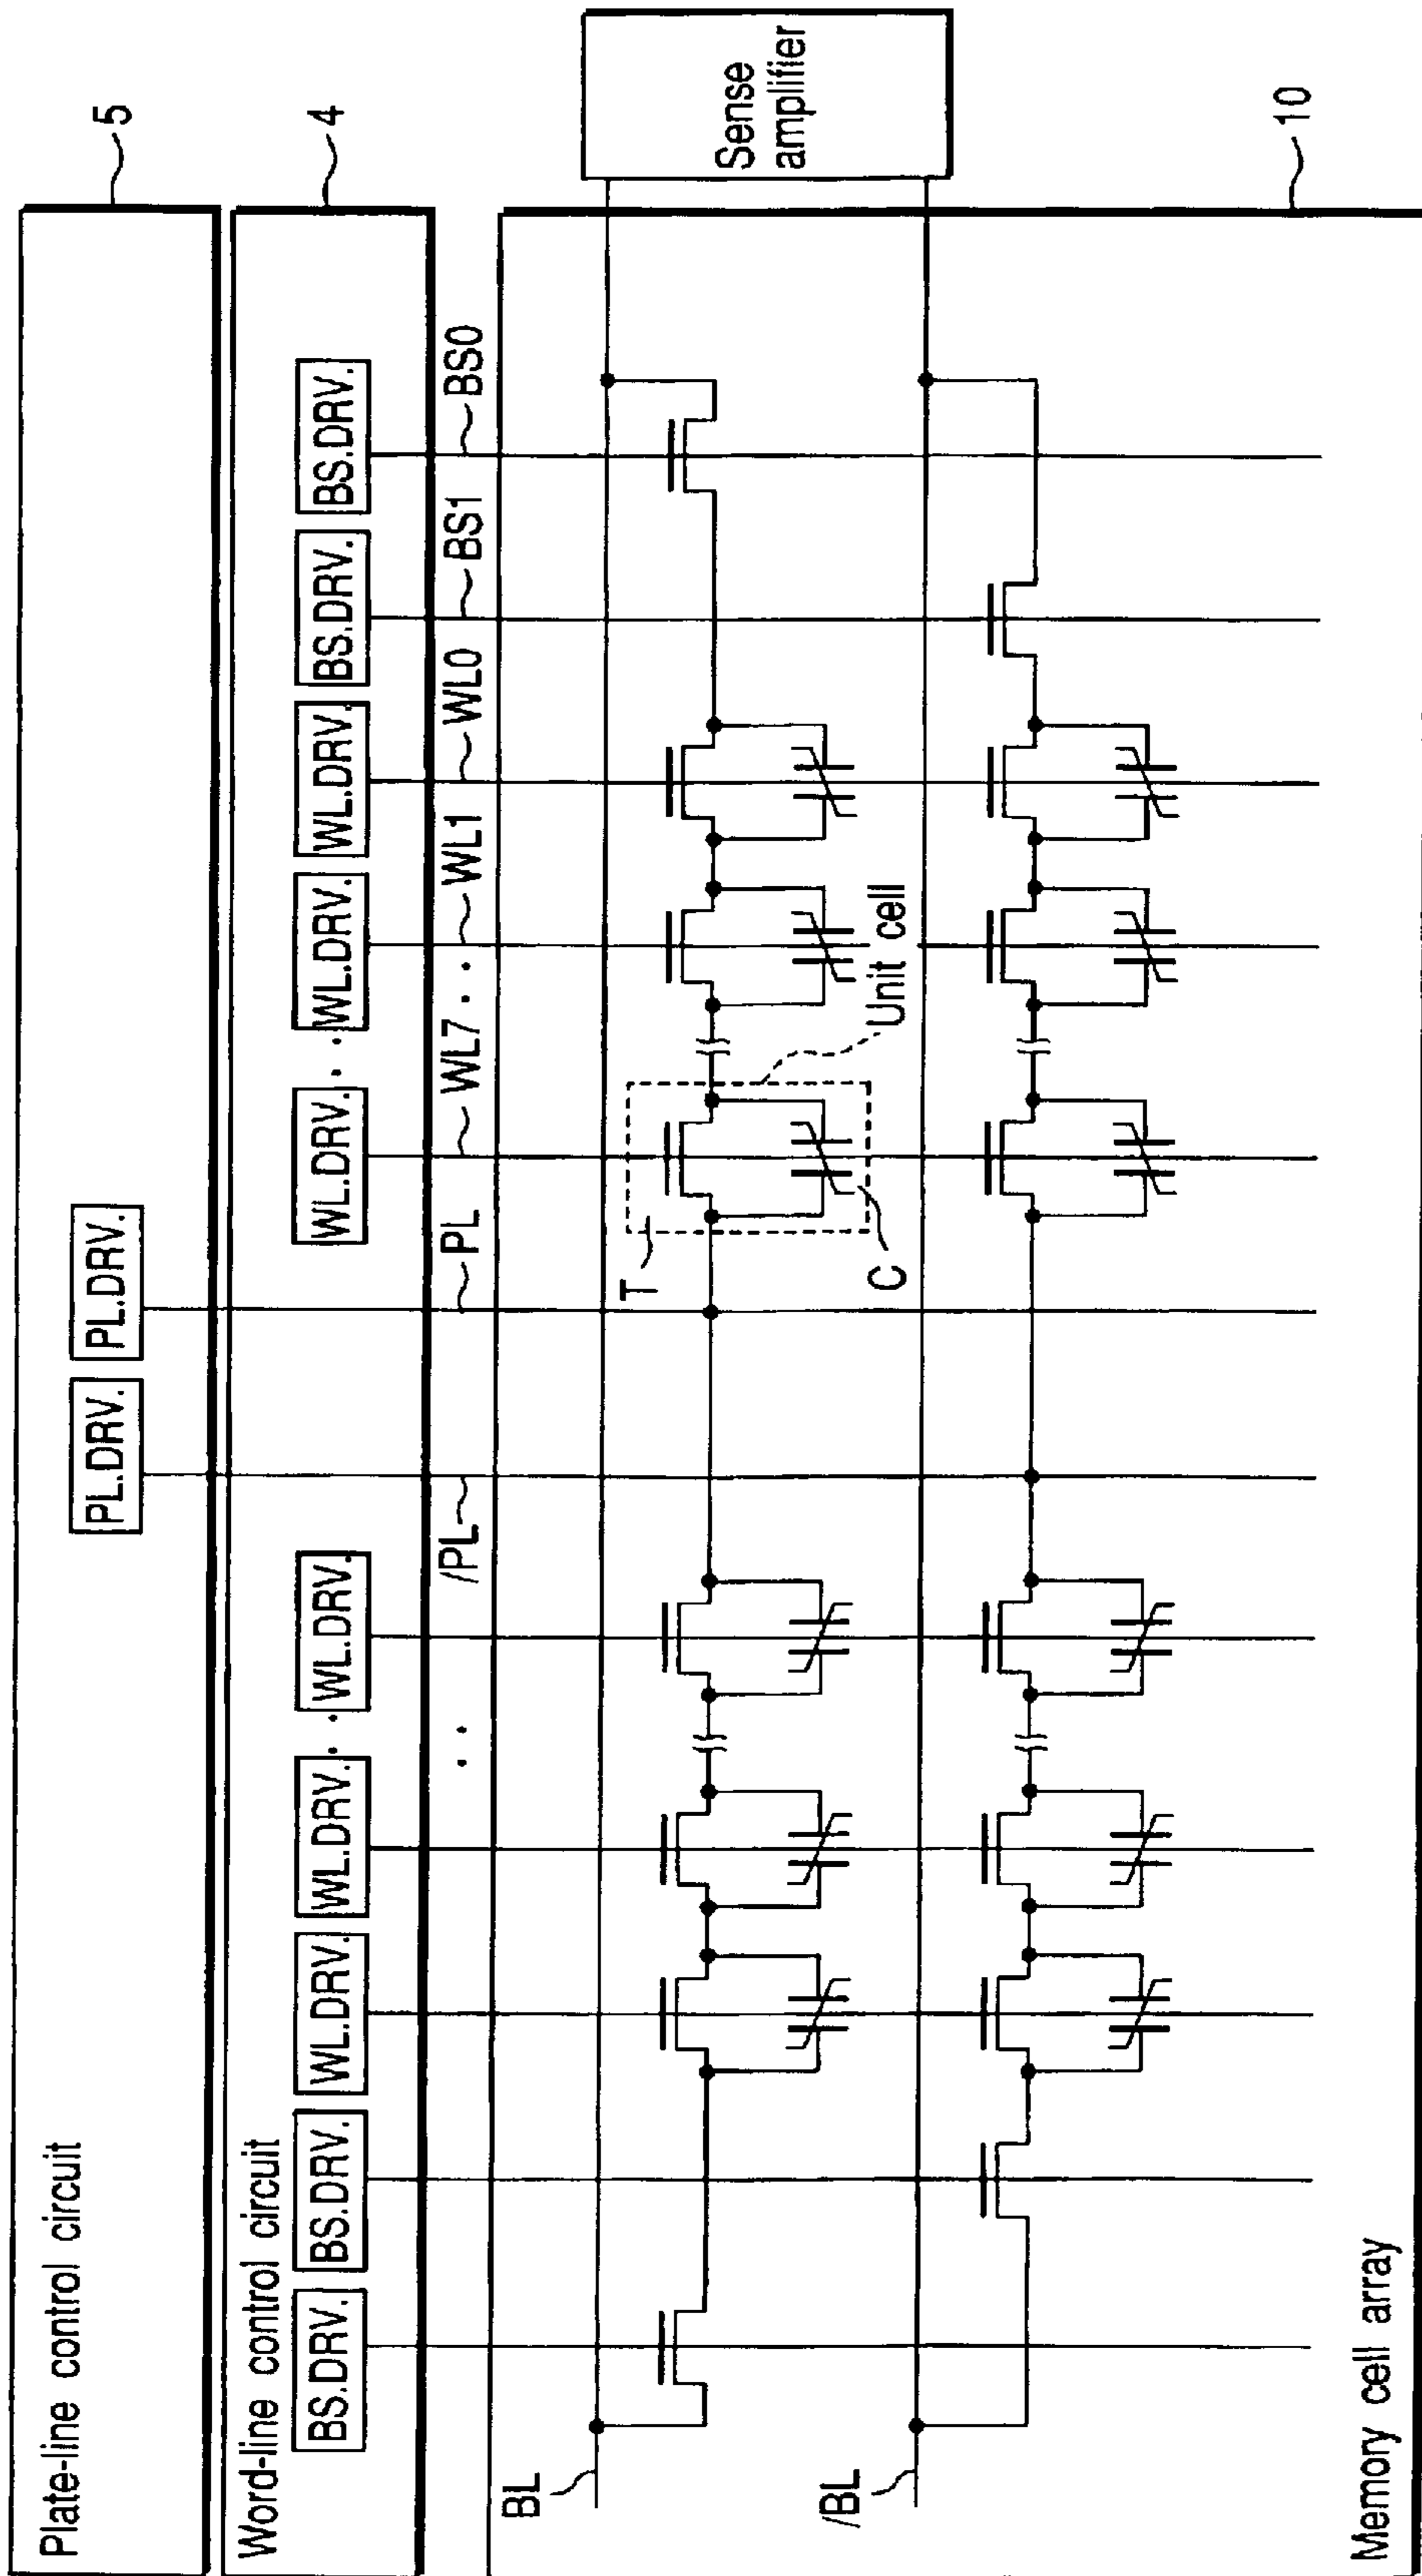 Plate-line control circuit
PL.DRV. PL.DRV.
5
Word-line control circuit
BS.DRV. BS.DRV. WL.DRV. WL.DRV. . . WL.DRV. WL.DRV. . . WL.DRV. WL.DRV. BS.DRV. BS.DRV.
4
. . /PL PL WL7 . . WL1 WL0 BS1 BS0
BL
T
Unit cell
C
/BL
Sense
amplifier
Memory cell array
10